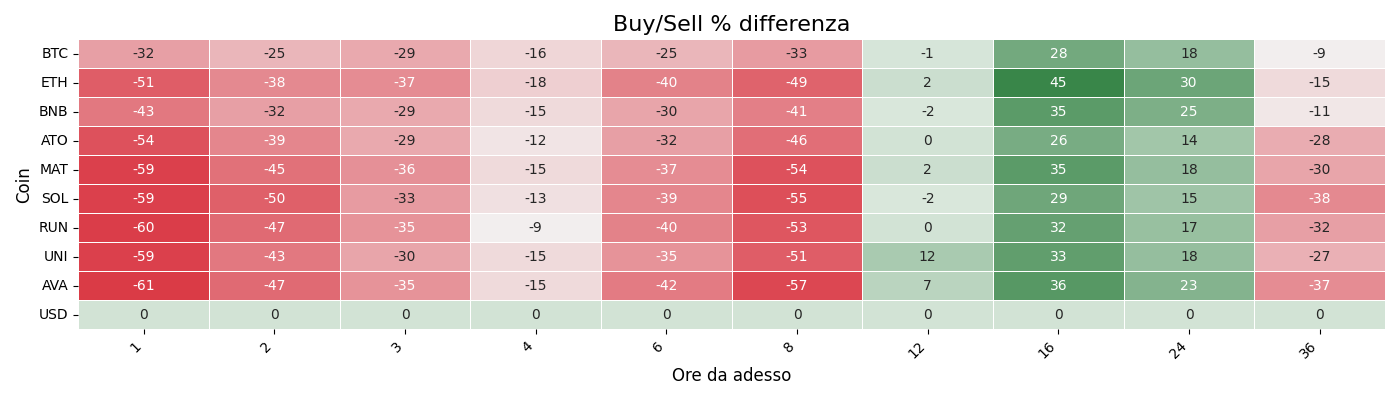 Buy/Sell % differenza
Coin
BTC -32 -25 -29 -16 -25 -33 -1 28 18 -9
ETH -51 -38 -37 -18 -40 -49 2 45 30 -15
BNB -43 -32 -29 -15 -30 -41 -2 35 25 -11
ATO -54 -39 -29 -12 -32 -46 0 26 14 -28
MAT -59 -45 -36 -15 -37 -54 2 35 18 -30
SOL -59 -50 -33 -13 -39 -55 -2 29 15 -38
RUN -60 -47 -35 -9 -40 -53 0 32 17 -32
UNI -59 -43 -30 -15 -35 -51 12 33 18 -27
AVA -61 -47 -35 -15 -42 -57 7 36 23 -37
USD 0 0 0 0 0 0 0 0 0 0
1 2 3 4 6 8 12 16 24 36
Ore da adesso